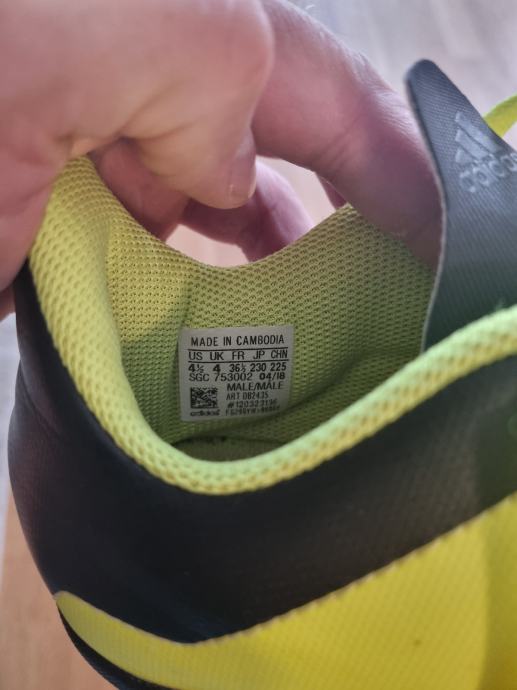 adidas
MADE IN CAMBODIA
US UK FR JP CHN
4½ 4 36⅔ 230 225
SGC 753002 04/18
MALE/MALE
ART DB2435
adidas